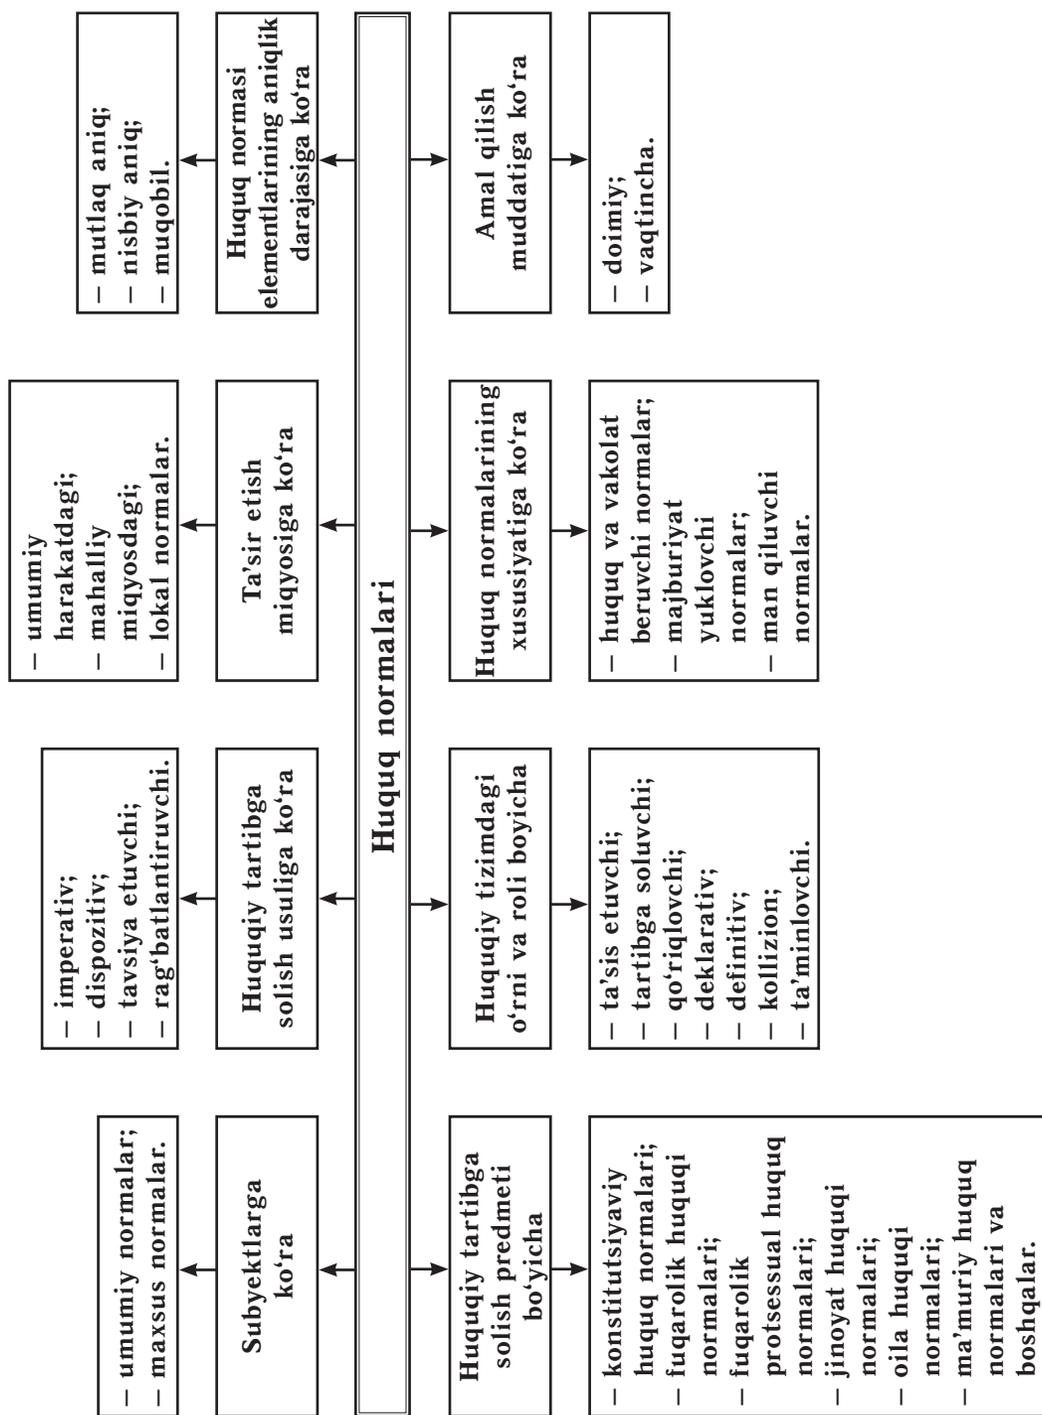 – umumiy normalar;
– maxsus normalar.
– imperativ;
– dispozitiv;
– tavsiya etuvchi;
– rag‘batlantiruvchi.
– umumiy
harakatdagi;
– mahalliy
miqyosdagi;
– lokal normalar.
– mutlaq aniq;
– nisbiy aniq;
– muqobil.
Subyektlarga
ko‘ra
Huquqiy tartibga
solish usuliga ko‘ra
Ta’sir etish
miqyosiga ko‘ra
Huquq normasi
elementlarining aniqlik
darajasiga ko‘ra
Huquq normalari
Huquqiy tartibga
solish predmeti
bo‘yicha
Huquqiy tizimdagi
o‘rni va roli boyicha
Huquq normalarining
xususiyatiga ko‘ra
Amal qilish
muddatiga ko‘ra
– konstitutsiyaviy
huquq normalari;
– fuqarolik huquqi
normalari;
– fuqarolik
protsessual huquq
normalari;
– jinoyat huquqi
normalari;
– oila huquqi
normalari;
– ma’muriy huquq
normalari va
boshqalar.
– ta’sis etuvchi;
– tartibga soluvchi;
– qo‘riqlovchi;
– deklarativ;
– definitiv;
– kollizion;
– ta’minlovchi.
– huquq va vakolat
beruvchi normalar;
– majburiyat
yuklovchi
normalar;
– man qiluvchi
normalar.
– doimiy;
– vaqtincha.